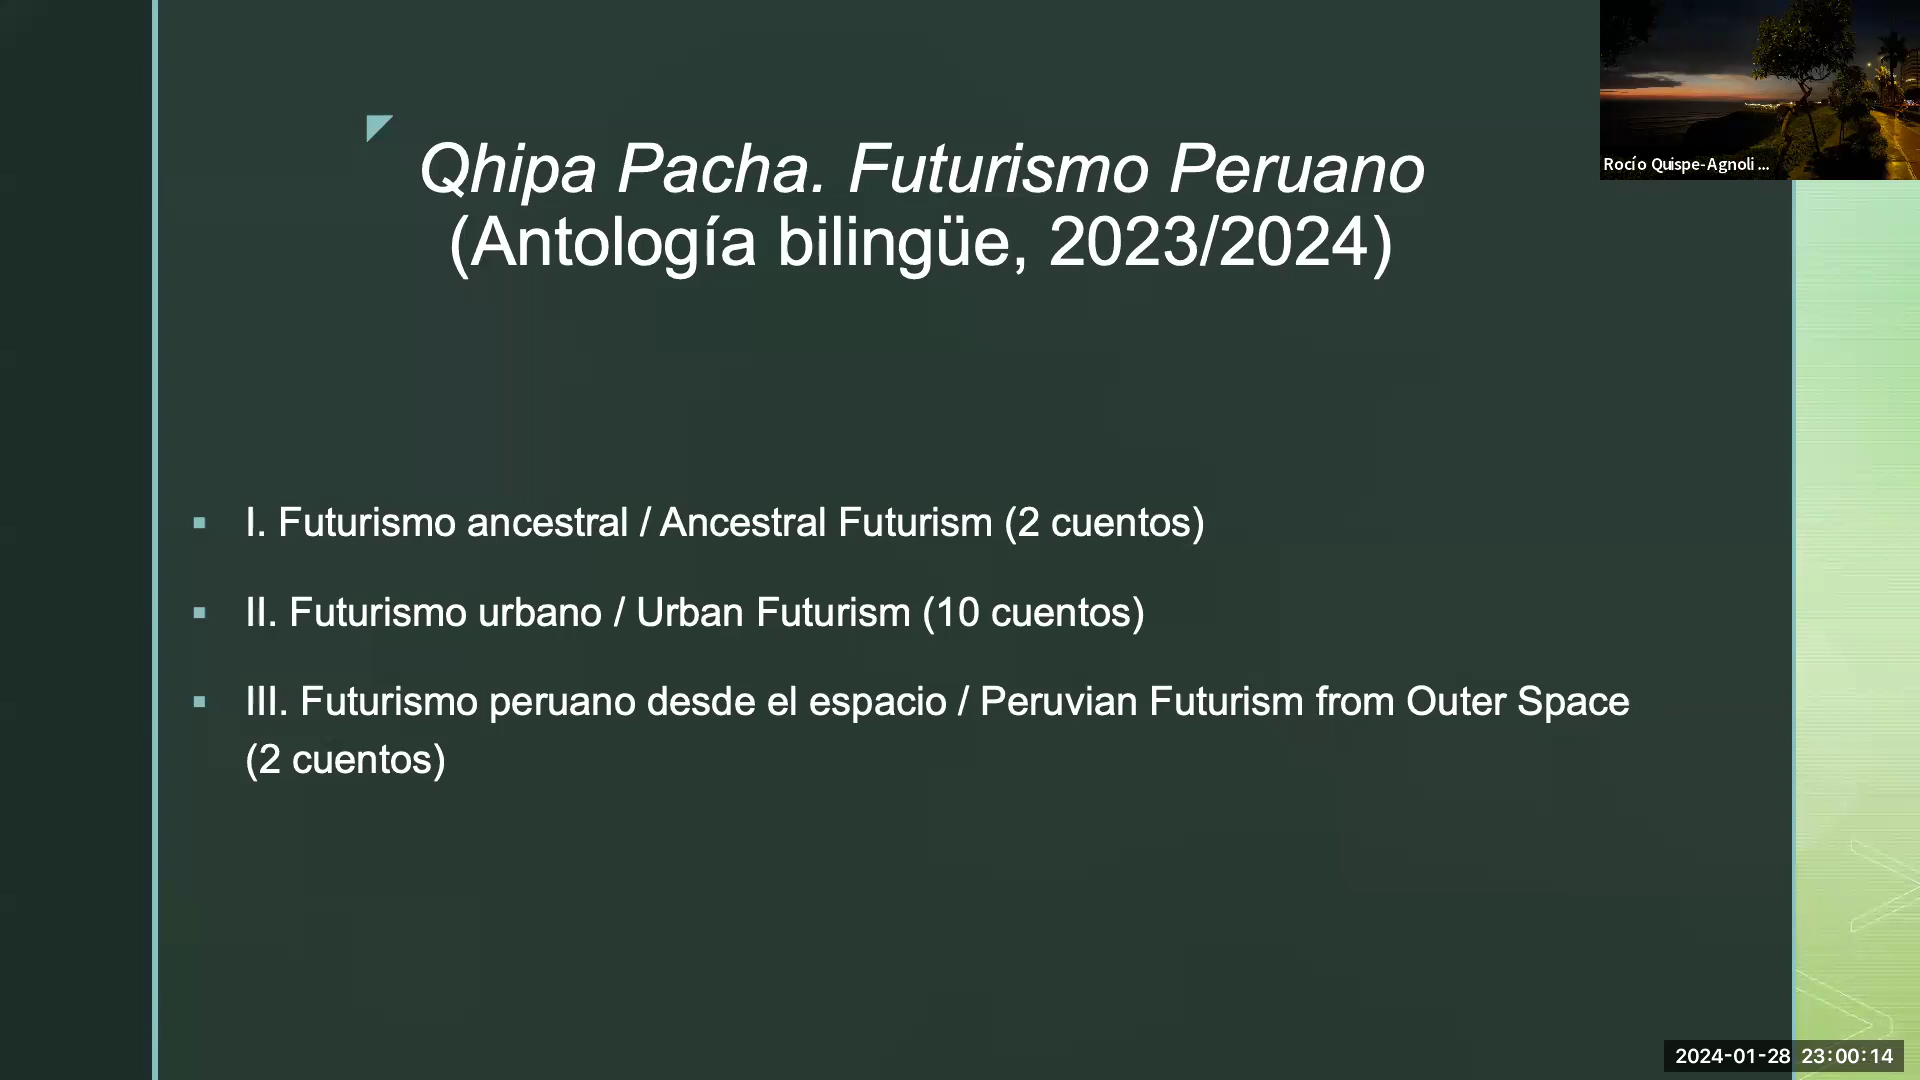 Qhipa Pacha. Futurismo Peruano
(Antología bilingüe, 2023/2024)
Rocío Quispe-Agnoli ...
I. Futurismo ancestral / Ancestral Futurism (2 cuentos)
II. Futurismo urbano / Urban Futurism (10 cuentos)
III. Futurismo peruano desde el espacio / Peruvian Futurism from Outer Space
(2 cuentos)
2024-01-28 23:00:14